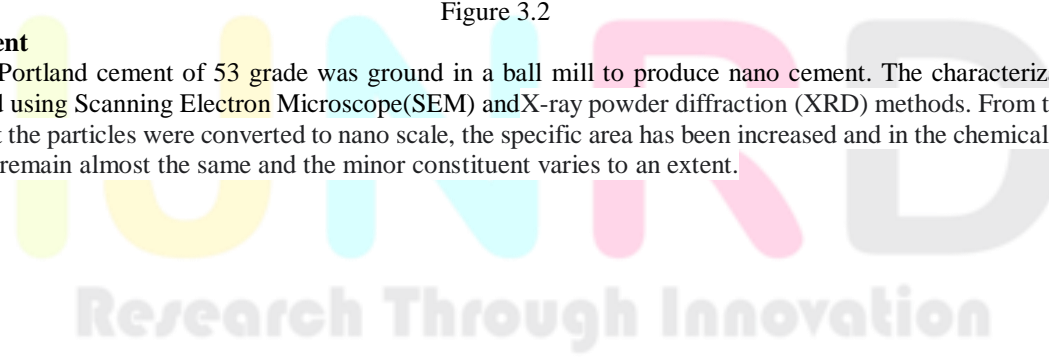 Figure 3.2
ent
Portland cement of 53 grade was ground in a ball mill to produce nano cement. The characteriza
using Scanning Electron Microscope(SEM) andX-ray powder diffraction (XRD) methods. From t
the particles were converted to nano scale, the specific area has been increased and in the chemical
remain almost the same and the minor constituent varies to an extent.
IJNRD
Research Through Innovation